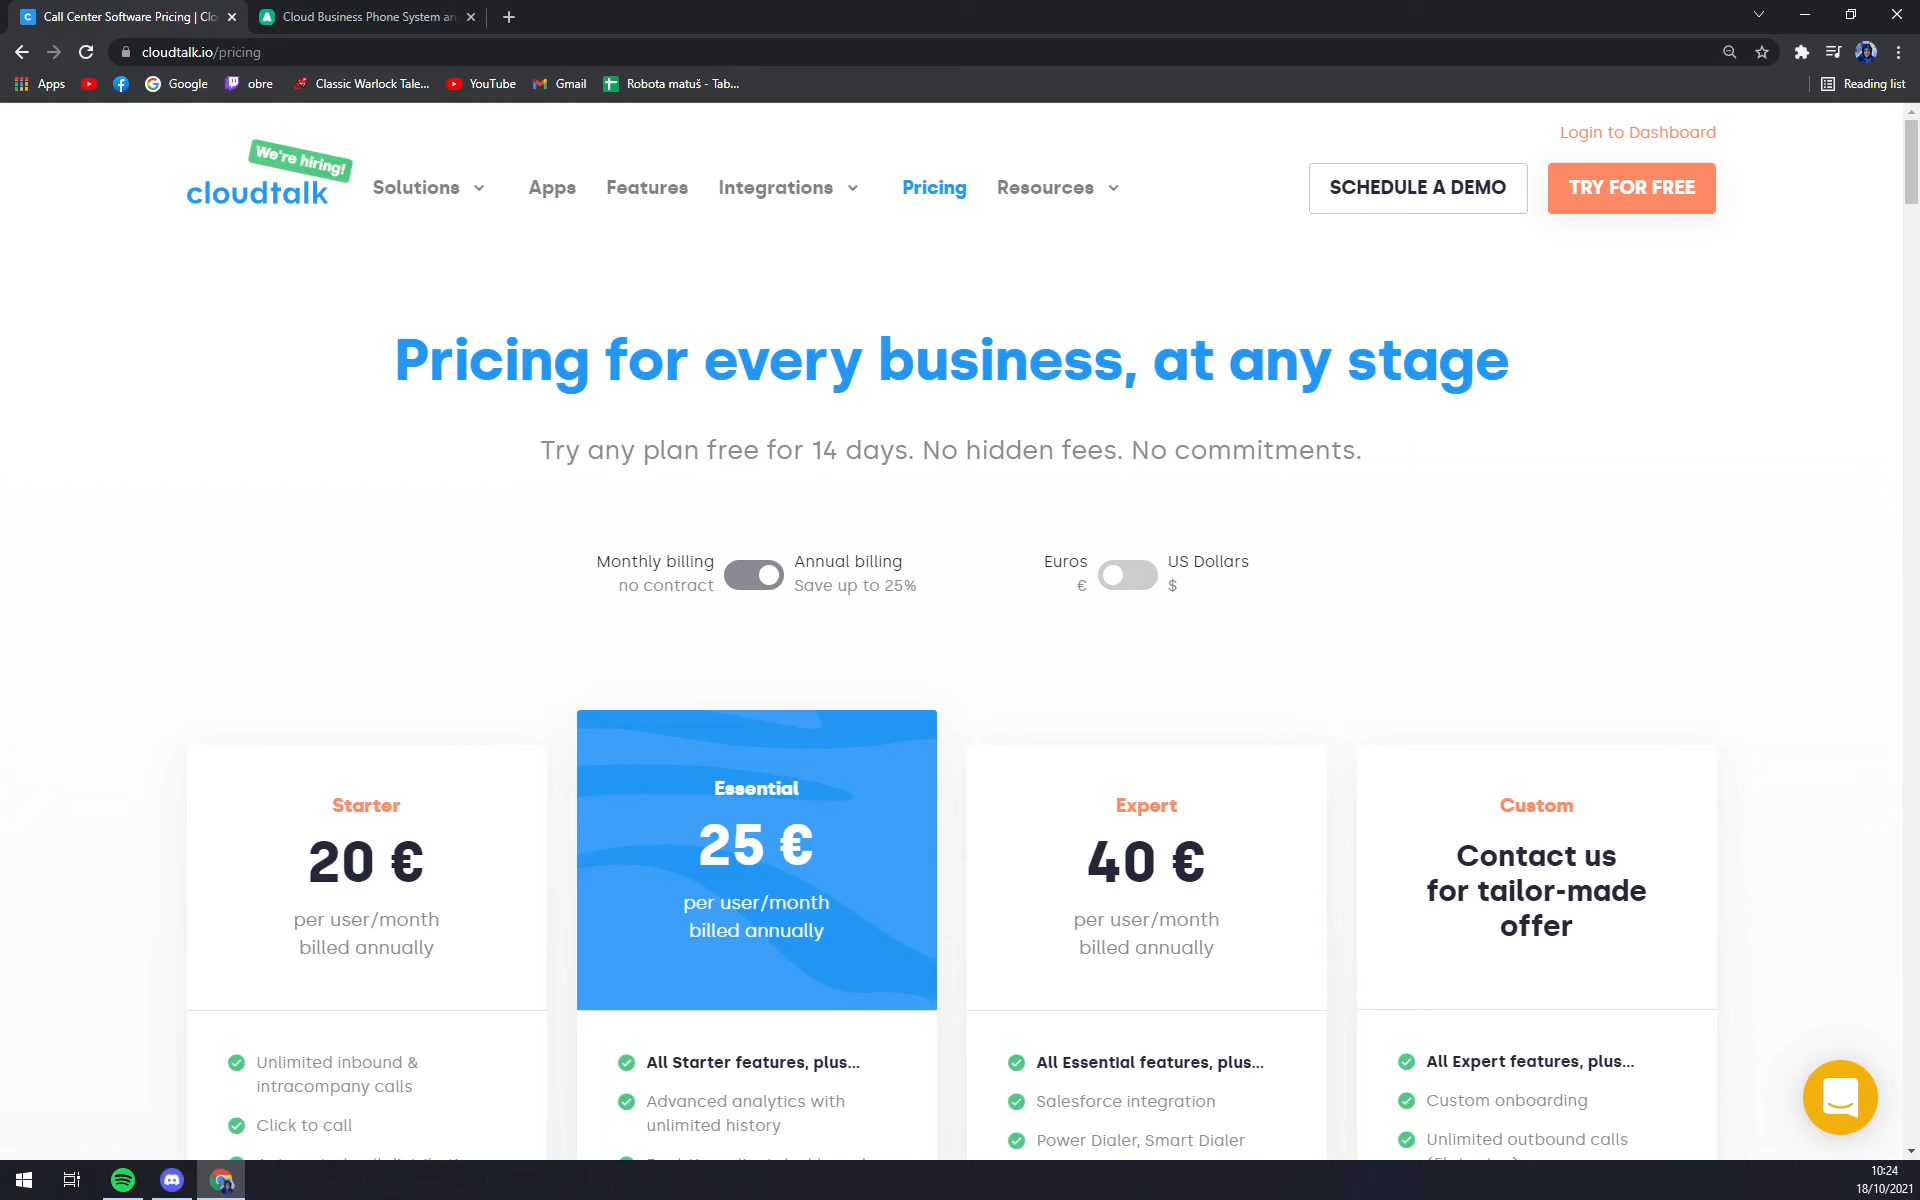 Call Center Software Pricing | Clo
Cloud Business Phone System an
cloudtalk.io/pricing
Apps
Google
obre
Classic Warlock Tale...
YouTube
Gmail
Robota matuš - Tab...
Reading list
Login to Dashboard
We're hiring!
cloudtalk
Solutions
Apps
Features
Integrations
Pricing
Resources
SCHEDULE A DEMO
TRY FOR FREE
Pricing for every business, at any stage
Try any plan free for 14 days. No hidden fees. No commitments.
Monthly billing
no contract
Annual billing
Save up to 25%
Euros
€
US Dollars
$
Starter
20 €
per user/month
billed annually
Unlimited inbound &
intracompany calls
Click to call
Essential
25 €
per user/month
billed annually
All Starter features, plus...
Advanced analytics with
unlimited history
Expert
40 €
per user/month
billed annually
All Essential features, plus...
Salesforce integration
Power Dialer, Smart Dialer
Custom
Contact us
for tailor-made
offer
All Expert features, plus...
Custom onboarding
Unlimited outbound calls
10:24
18/10/2021